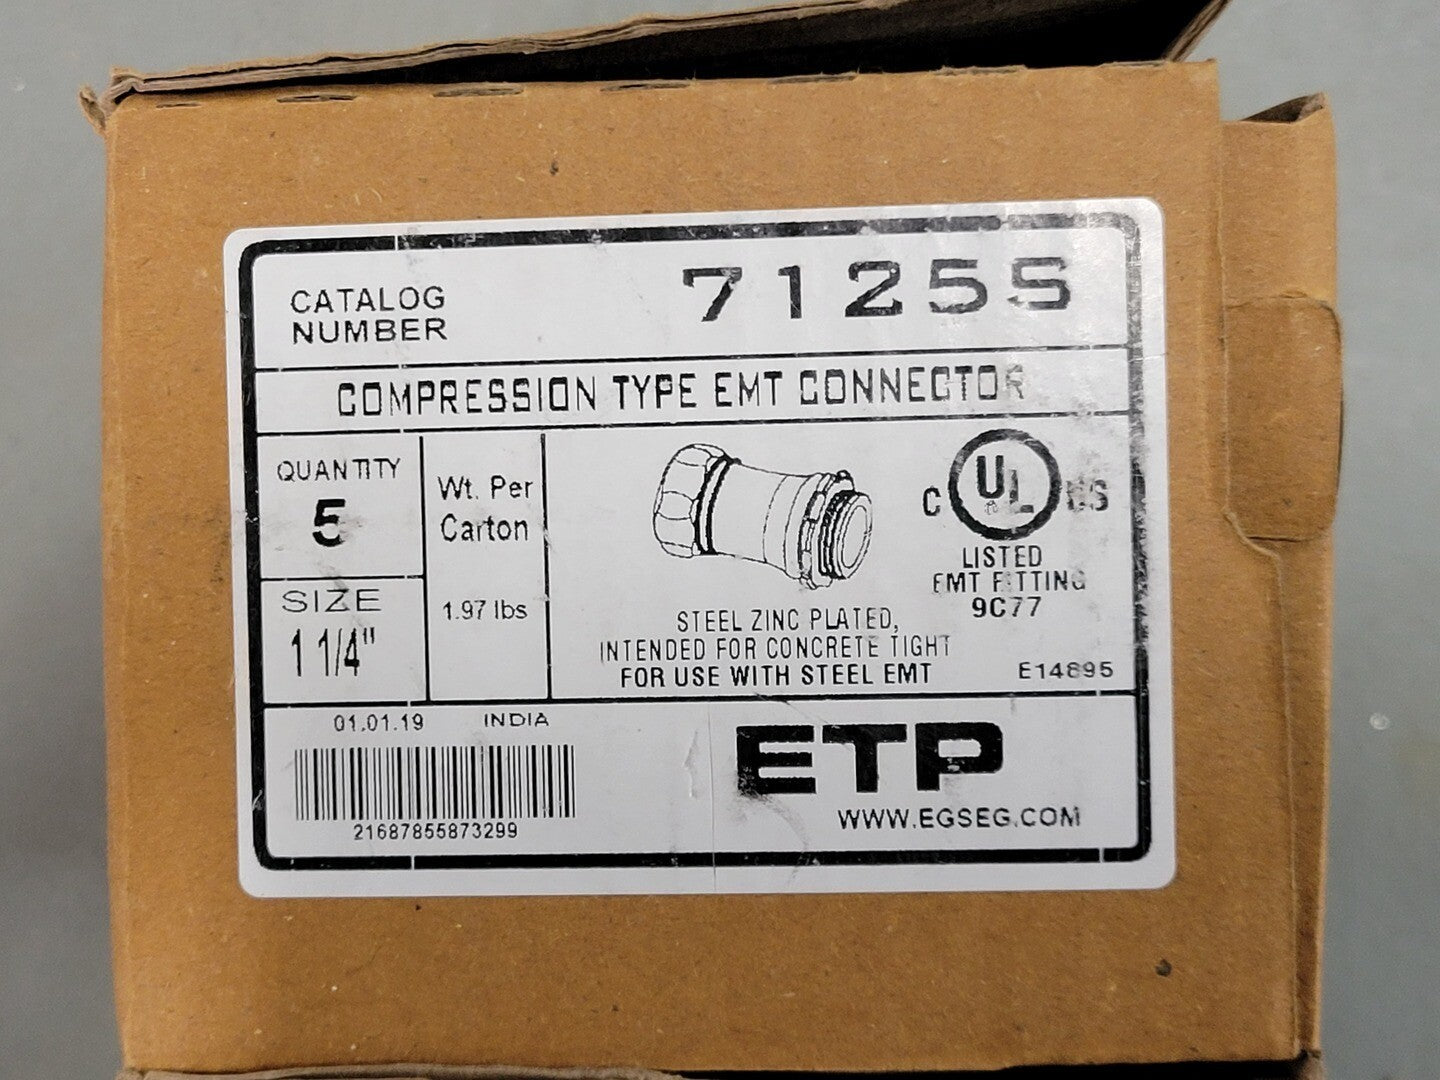 CATALOG
NUMBER
7125S
COMPRESSION TYPE EMT CONNECTOR
QUANTITY
5
SIZE
1 1/4"
Wt. Per
Carton
1.97 lbs
C UL US
LISTED
EMT FITTING
9C77
STEEL ZINC PLATED,
INTENDED FOR CONCRETE TIGHT
FOR USE WITH STEEL EMT
E14895
01.01.19 INDIA
21687855873299
ETP
WWW.EGSEG.COM